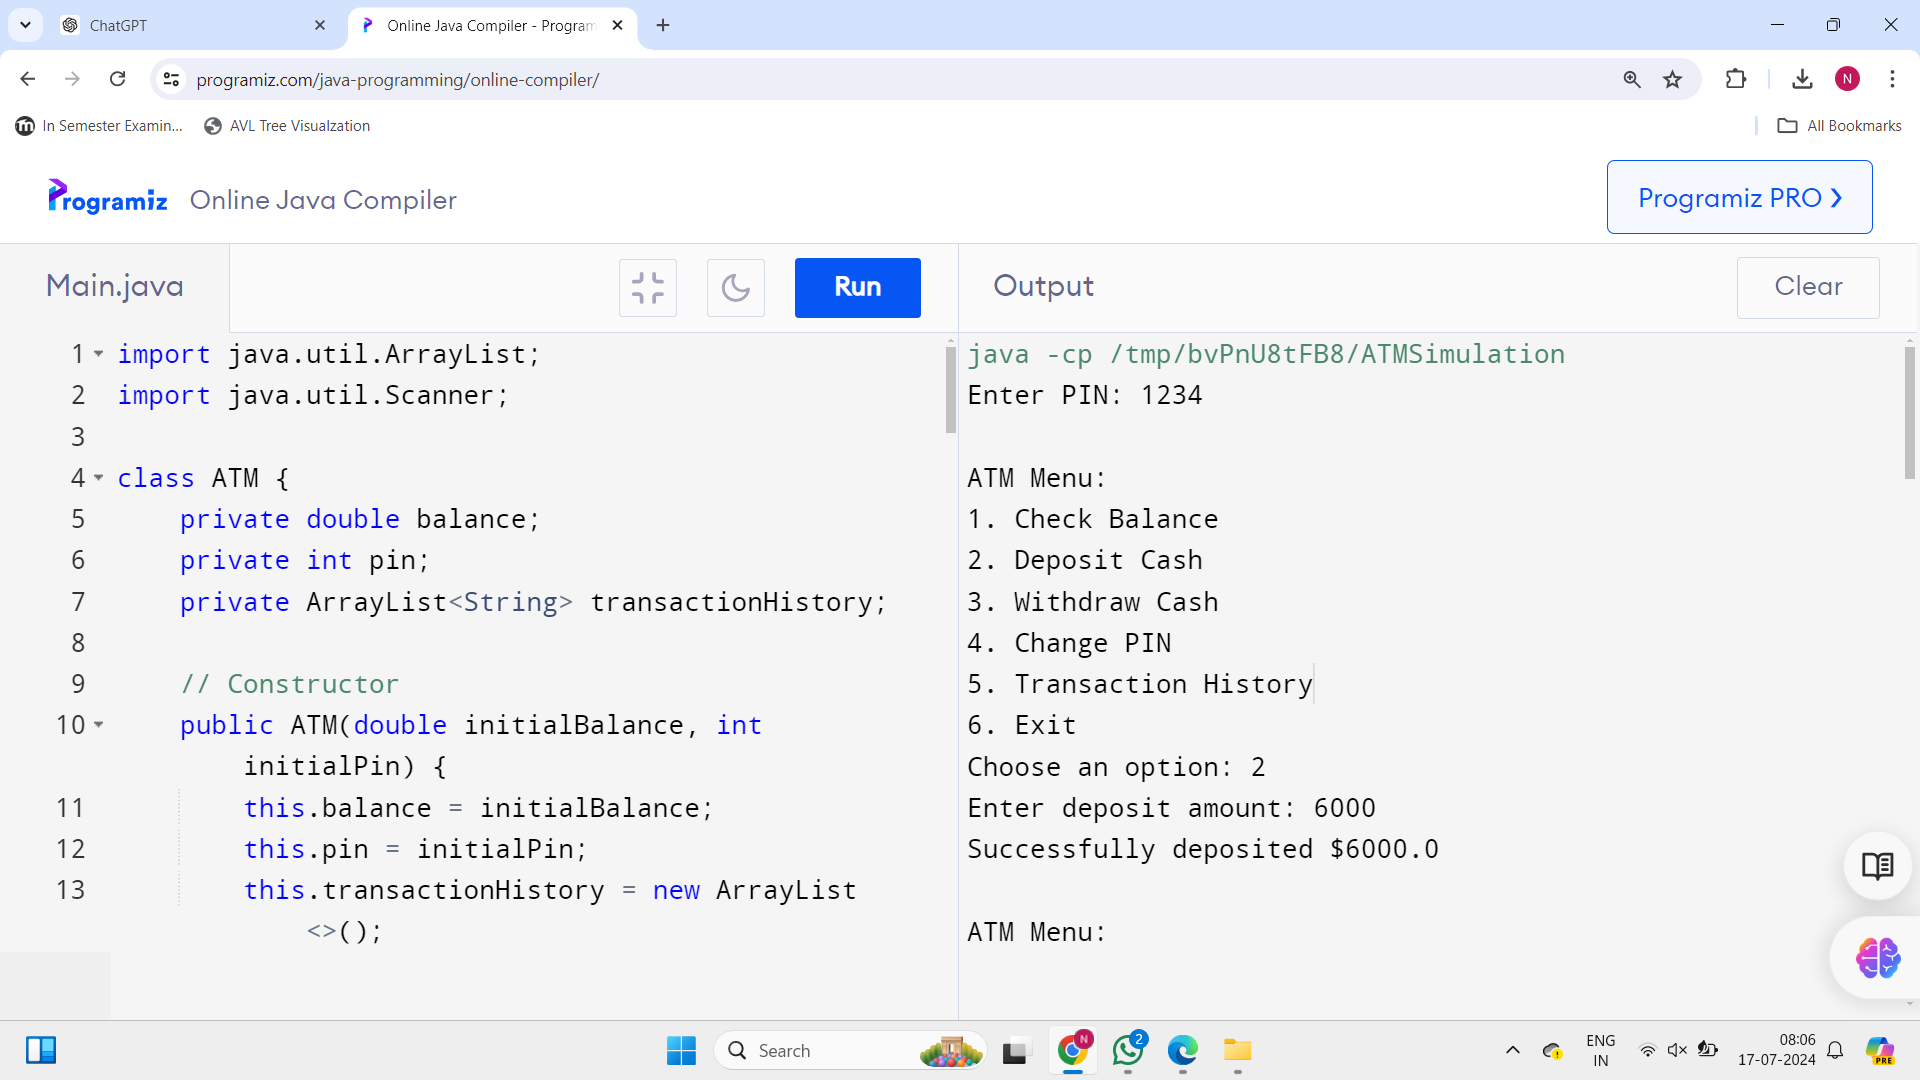 ChatGPT
Online Java Compiler - Program
programiz.com/java-programming/online-compiler/
N
In Semester Examin...
AVL Tree Visualzation
All Bookmarks
Programiz
Online Java Compiler
Programiz PRO ❯
Main.java
Run
Output
Clear
1 import java.util.ArrayList;
2 import java.util.Scanner;
3
4 class ATM {
5 private double balance;
6 private int pin;
7 private ArrayList<String> transactionHistory;
8
9 // Constructor
10 public ATM(double initialBalance, int
initialPin) {
11 this.balance = initialBalance;
12 this.pin = initialPin;
13 this.transactionHistory = new ArrayList
<>();
java -cp /tmp/bvPnU8tFB8/ATMSimulation
Enter PIN: 1234
ATM Menu:
1. Check Balance
2. Deposit Cash
3. Withdraw Cash
4. Change PIN
5. Transaction History
6. Exit
Choose an option: 2
Enter deposit amount: 6000
Successfully deposited $6000.0
ATM Menu:
Search
N
2
ENG
IN
08:06
17-07-2024
PRE